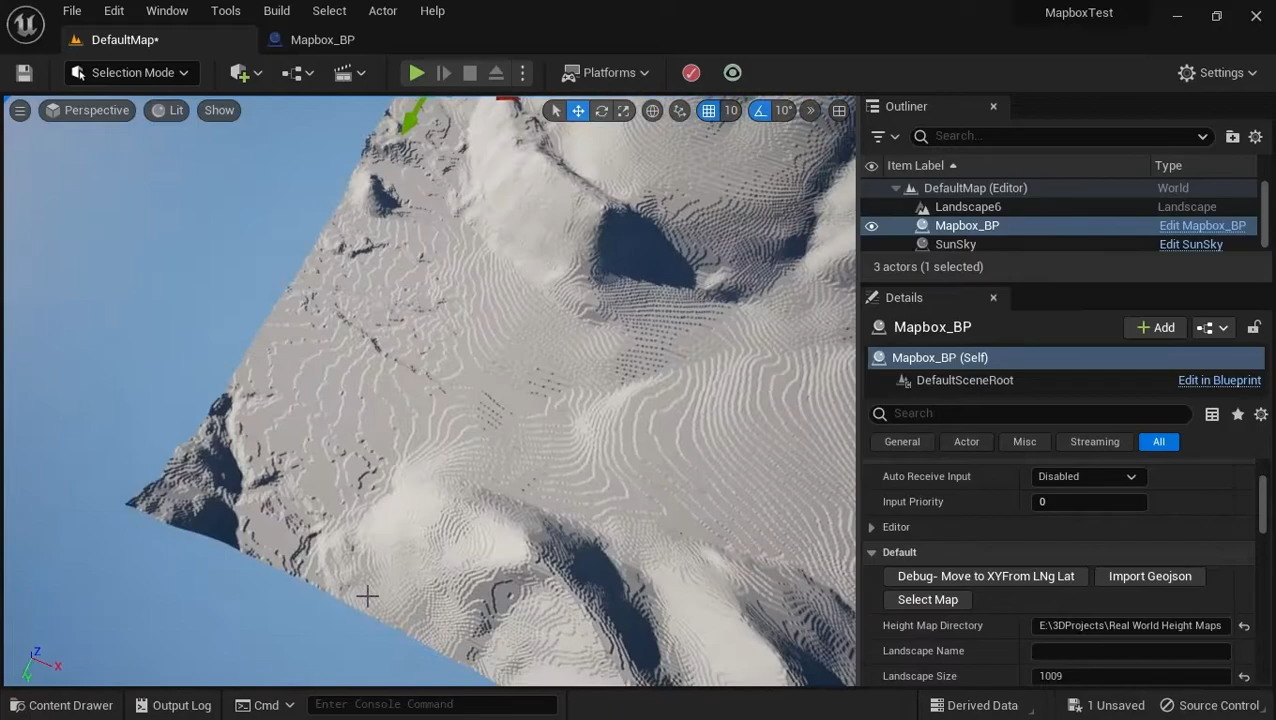 File Edit Window Tools Build Select Actor Help MapboxTest
DefaultMap* Mapbox_BP
Selection Mode Platforms Settings
Perspective Lit Show 10 10°
Outliner
Search...
Item Label Type
DefaultMap (Editor) World
Landscape6 Landscape
Mapbox_BP Edit Mapbox_BP
SunSky Edit SunSky
3 actors (1 selected)
Details
Mapbox_BP Add
Mapbox_BP (Self)
DefaultSceneRoot Edit in Blueprint
Search
General Actor Misc Streaming All
Auto Receive Input Disabled
Input Priority 0
Editor
Default
Debug- Move to XYFrom LNg Lat Import Geojson
Select Map
Height Map Directory E:\3DProjects\Real World Height Maps
Landscape Name
Landscape Size 1009
Z
X
Y
Content Drawer Output Log Cmd Enter Console Command Derived Data 1 Unsaved Source Control